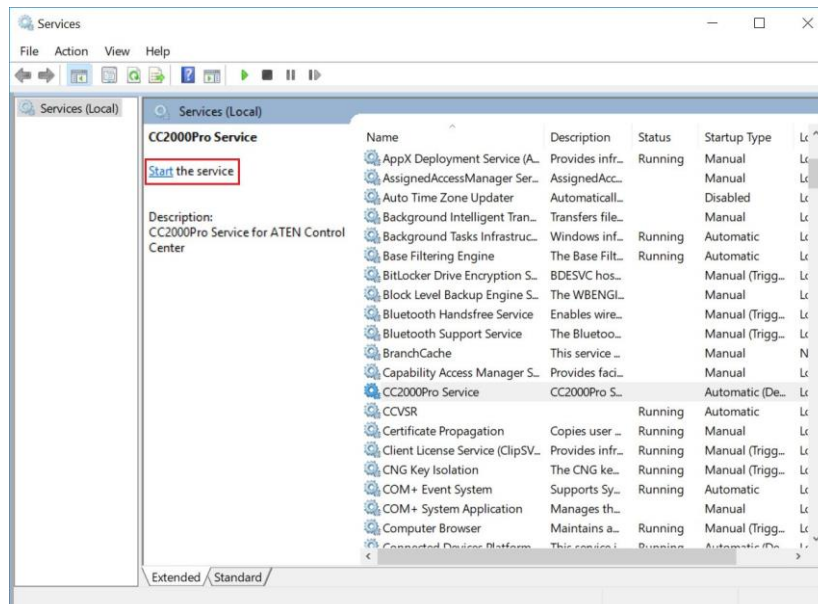 Services
File Action View Help
Services (Local)
Services (Local)
CC2000Pro Service
Start the service
Description:
CC2000Pro Service for ATEN Control
Center
Name Description Status Startup Type
AppX Deployment Service (A... Provides infr... Running Manual
AssignedAccessManager Ser... AssignedAcc... Manual
Auto Time Zone Updater Automaticall... Disabled
Background Intelligent Tran... Transfers file... Manual
Background Tasks Infrastruc... Windows inf... Running Automatic
Base Filtering Engine The Base Filt... Running Automatic
BitLocker Drive Encryption S... BDESVC hos... Manual (Trigg...
Block Level Backup Engine S... The WBENGI... Manual
Bluetooth Handsfree Service Enables wire... Manual (Trigg...
Bluetooth Support Service The Bluetoo... Manual (Trigg...
BranchCache This service ... Manual N
Capability Access Manager S... Provides faci... Manual
CC2000Pro Service CC2000Pro S... Automatic (De...
CCVSR Running Automatic
Certificate Propagation Copies user ... Running Manual
Client License Service (ClipSV... Provides infr... Running Manual (Trigg...
CNG Key Isolation The CNG ke... Running Manual (Trigg...
COM+ Event System Supports Sy... Running Automatic
COM+ System Application Manages th... Manual
Computer Browser Maintains a... Running Manual (Trigg...
Connected Devices Platform This service i Running Automatic (De
Extended Standard